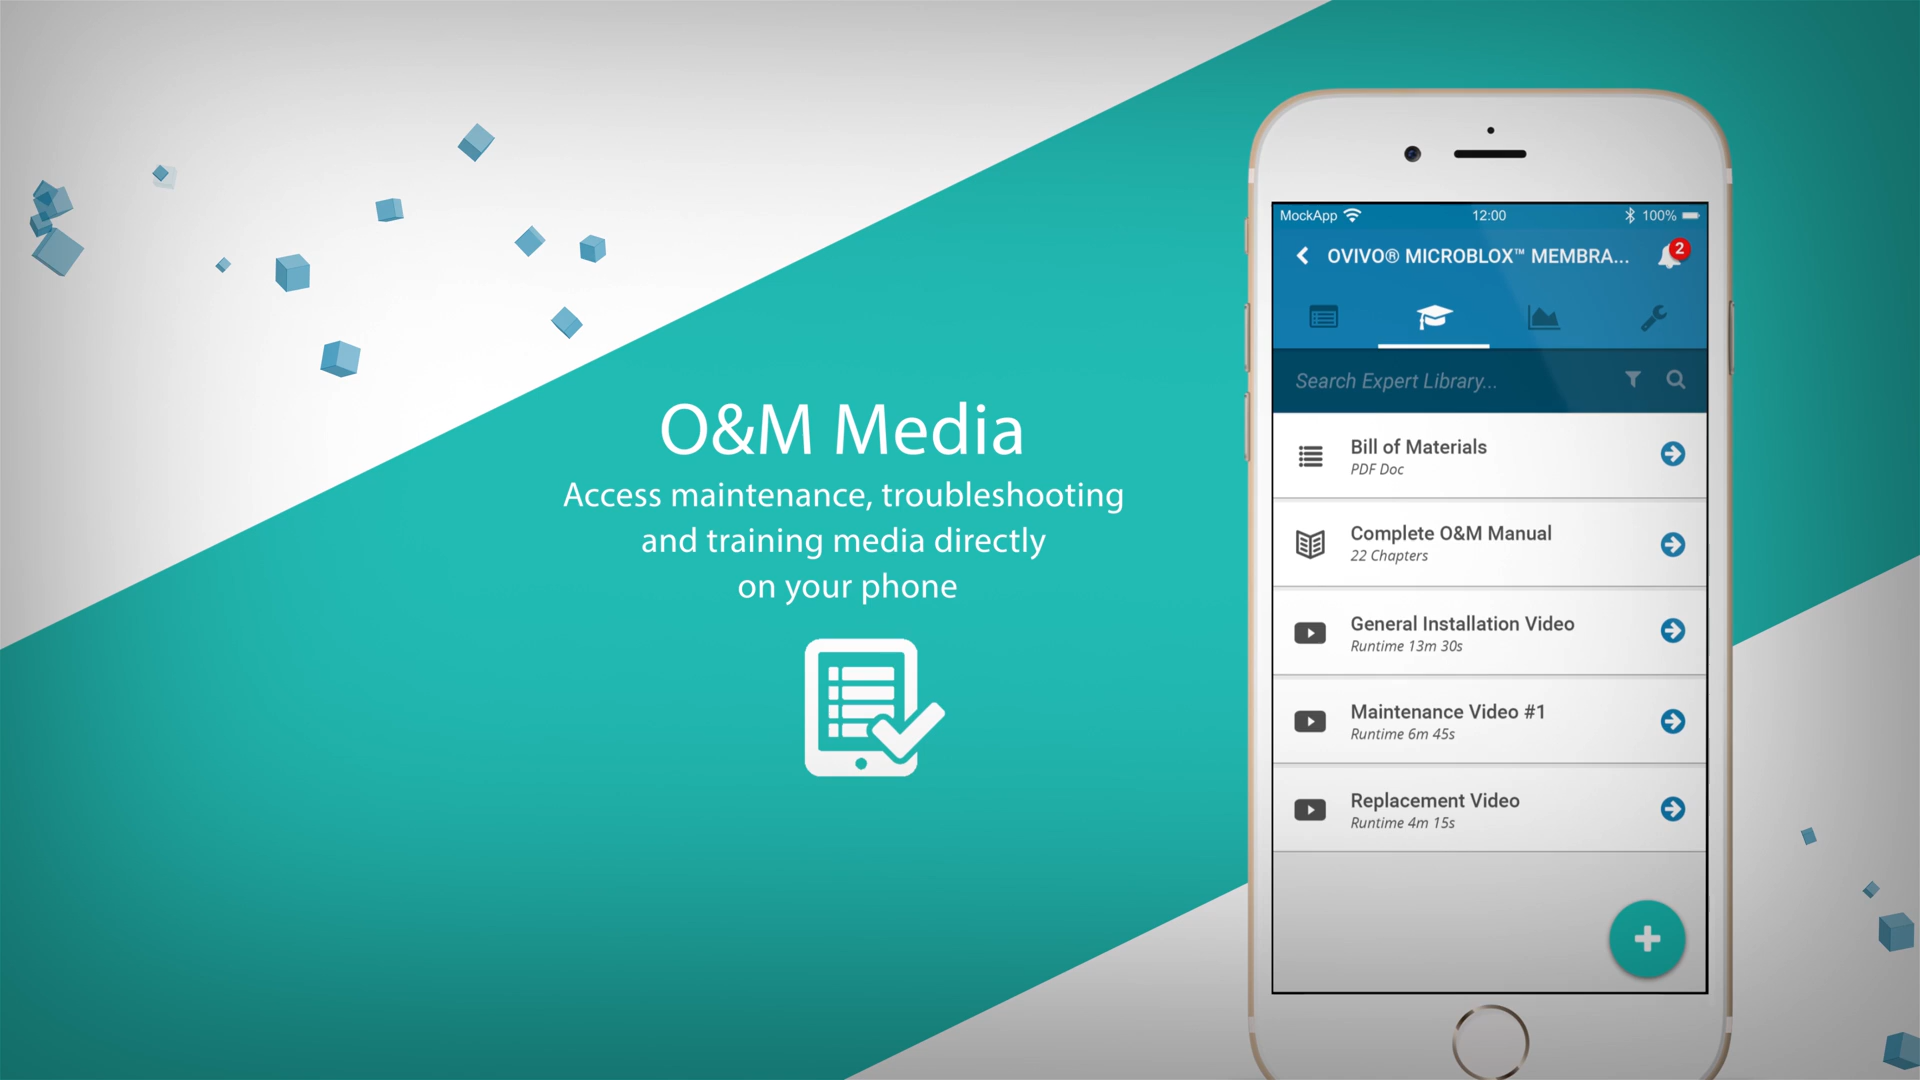 O&M Media
Access maintenance, troubleshooting
and training media directly
on your phone
MockApp 12:00 100%
OVIVO® MICROBLOX™ MEMBRA... 2
Search Expert Library...
Bill of Materials
PDF Doc
Complete O&M Manual
22 Chapters
General Installation Video
Runtime 13m 30s
Maintenance Video #1
Runtime 6m 45s
Replacement Video
Runtime 4m 15s